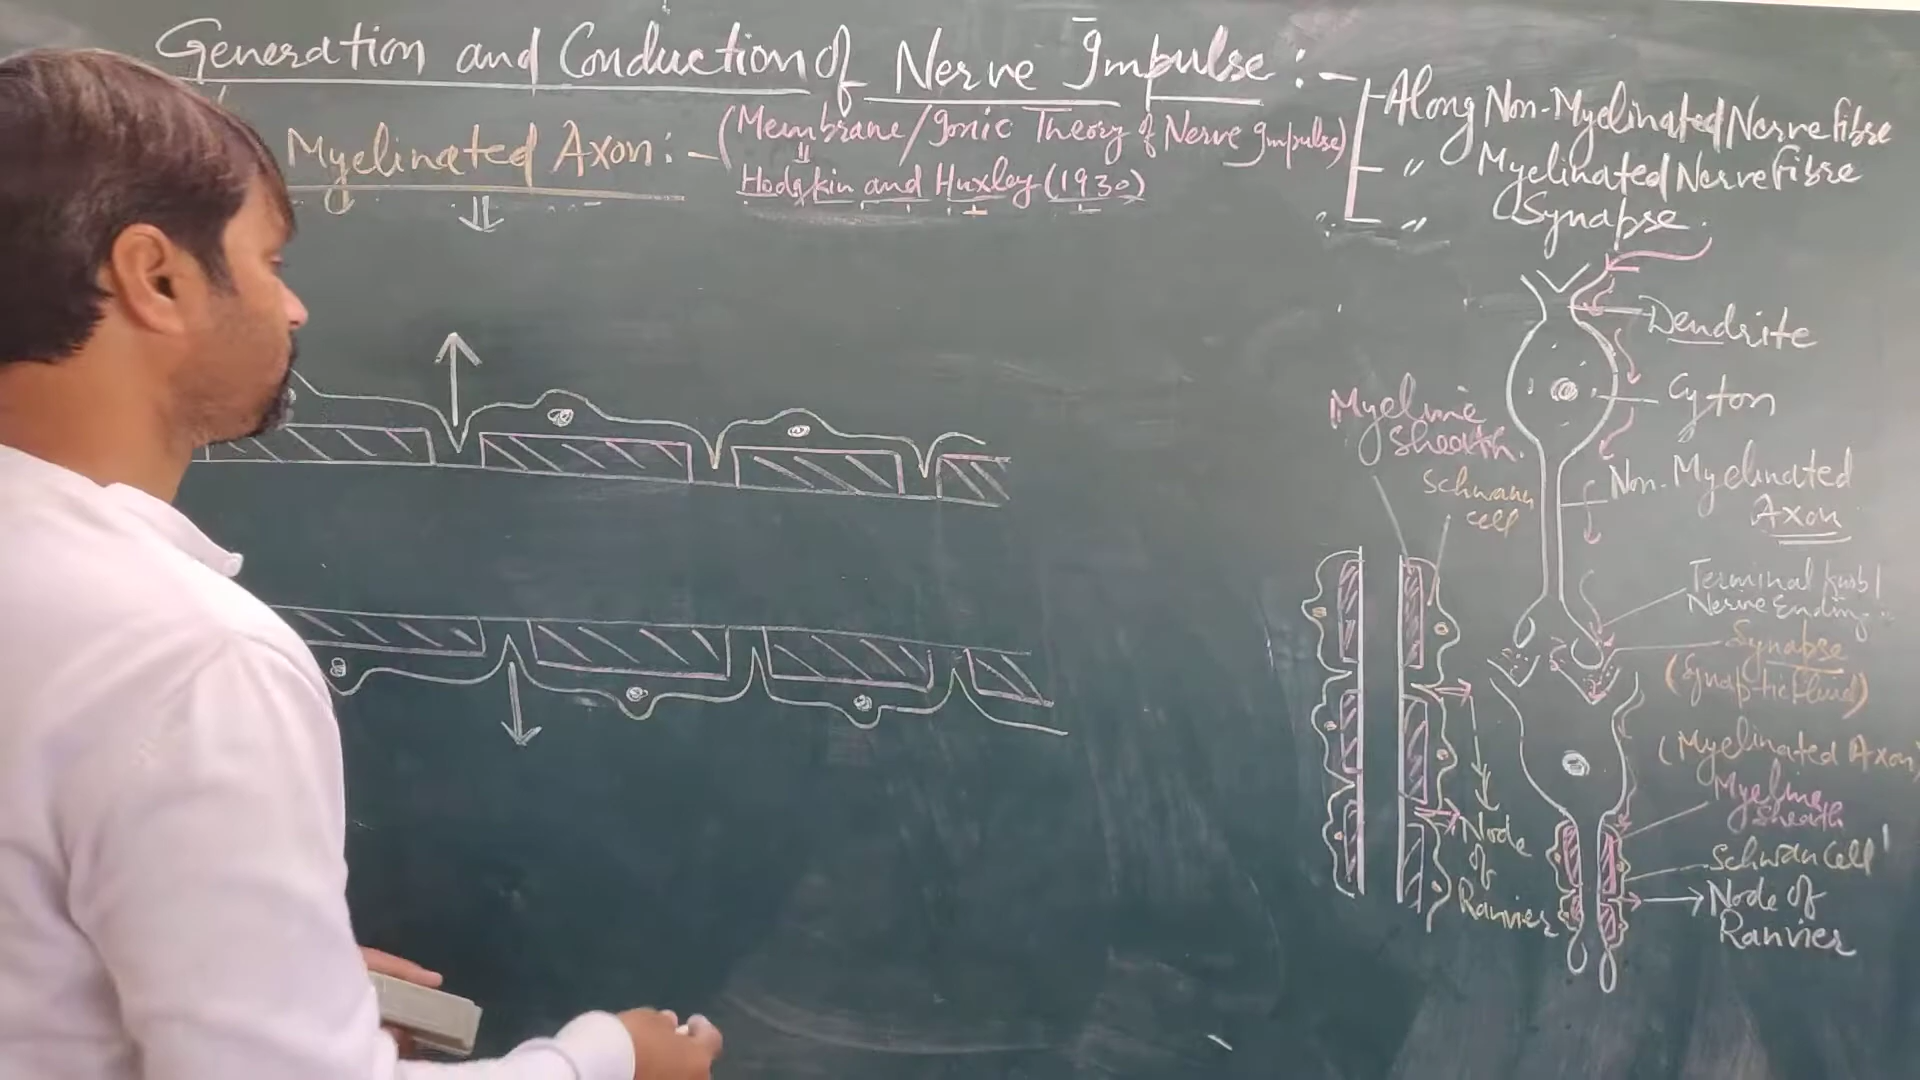 Generation and Conduction of Nerve Impulse :-
Along Non-Myelinated Nerve fibre
" Myelinated Nerve Fibre
" Synapse
Myelinated Axon :- (Membrane/Ionic Theory of Nerve Impulse)
Hodgkin and Huxley (1930)
Dendrite
Cyton
Non-Myelinated
Axon
Myeline
Sheath.
Schwann
cell
Terminal knob/
Nerve Ending
Synapse
(Synaptic Fluid)
(Myelinated Axon)
Myeline
Sheath
Schwan Cell
Node of
Ranvier
Node
of
Ranvier